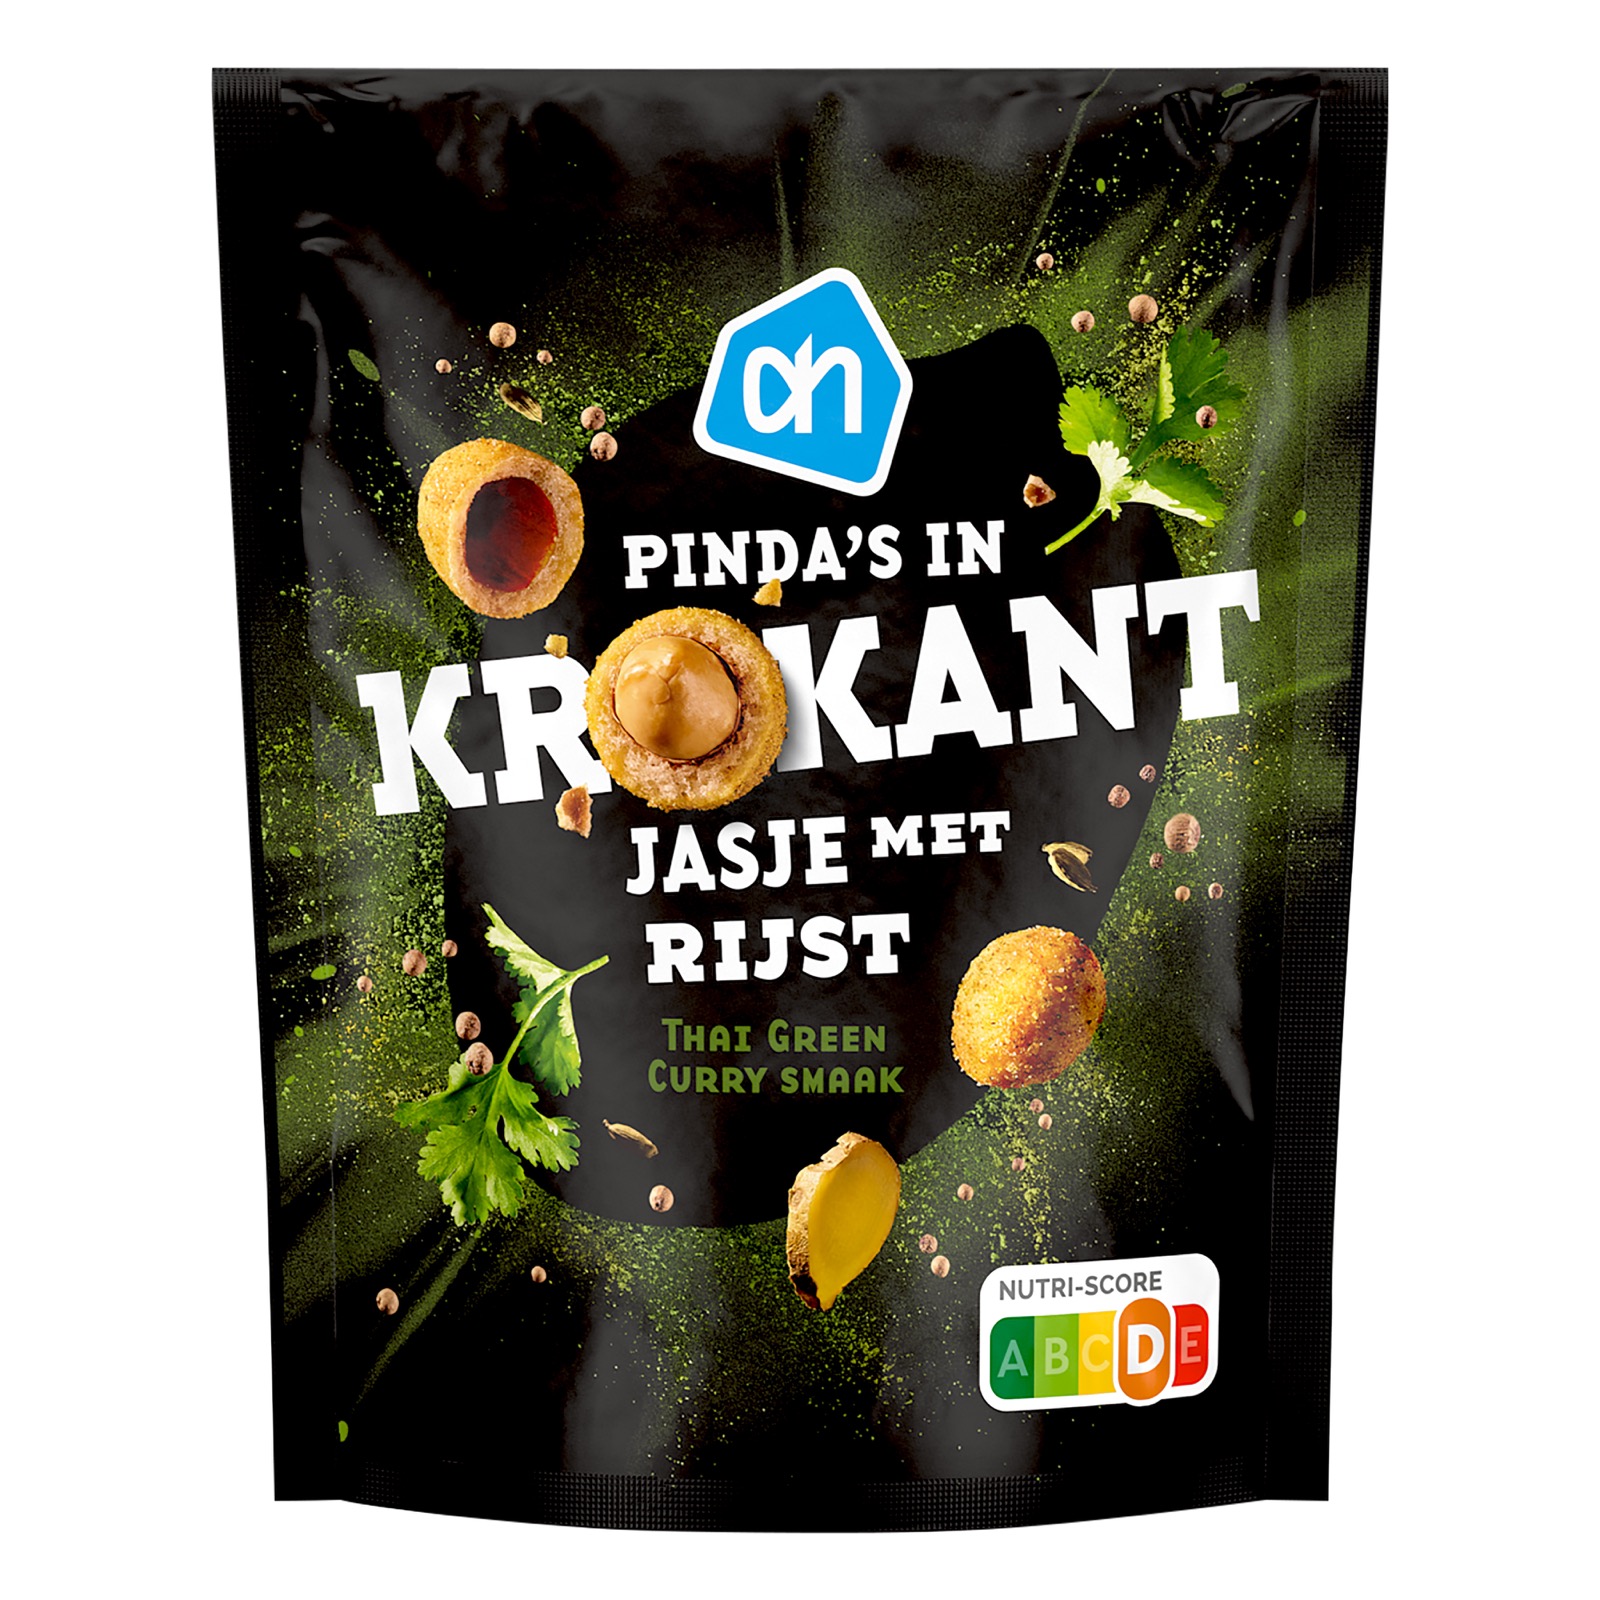 ah
PINDA'S IN
KROKANT
JASJE MET
RIJST
THAI GREEN
CURRY SMAAK
NUTRI-SCORE
A B C D E